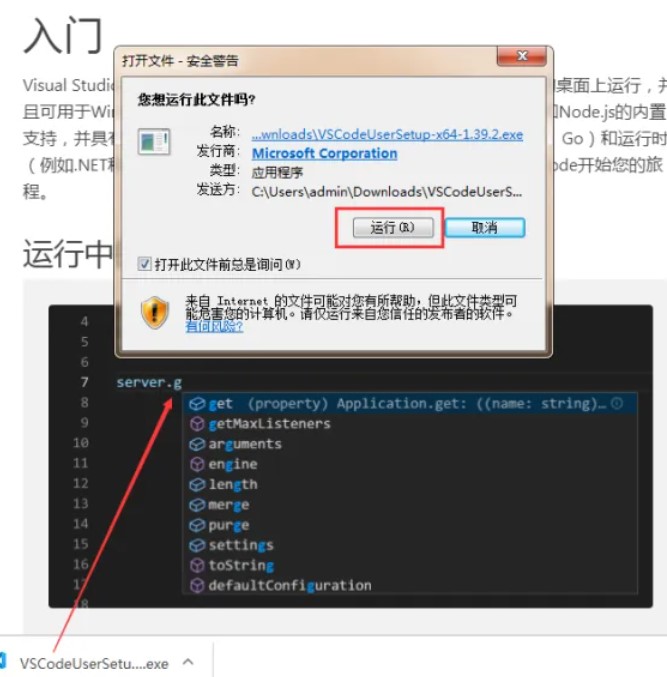 入门
打开文件 - 安全警告
您想运行此文件吗?
Visual Studi
桌面上运行，并
名称: ...wnloads\VSCodeUserSetup-x64-1.39.2.exe
且可用于Win
Node.js的内置
发行商: Microsoft Corporation
支持，并具有
Go）和运行时
类型: 应用程序
（例如.NET和
ode开始您的旅
发送方: C:\Users\admin\Downloads\VSCodeUserS...
程。
运行(R)
取消
运行中
打开此文件前总是询问(W)
来自 Internet 的文件可能对您有所帮助，但此文件类型可
能危害您的计算机。请仅运行来自您信任的发布者的软件。
有何风险?
4
5
6
7 server.g
8 get (property) Application.get: ((name: string)...
9 getMaxListeners
10 arguments
11 engine
12 length
13 merge
14 purge
15 settings
16 toString
17 defaultConfiguration
18
VSCodeUserSetu....exe